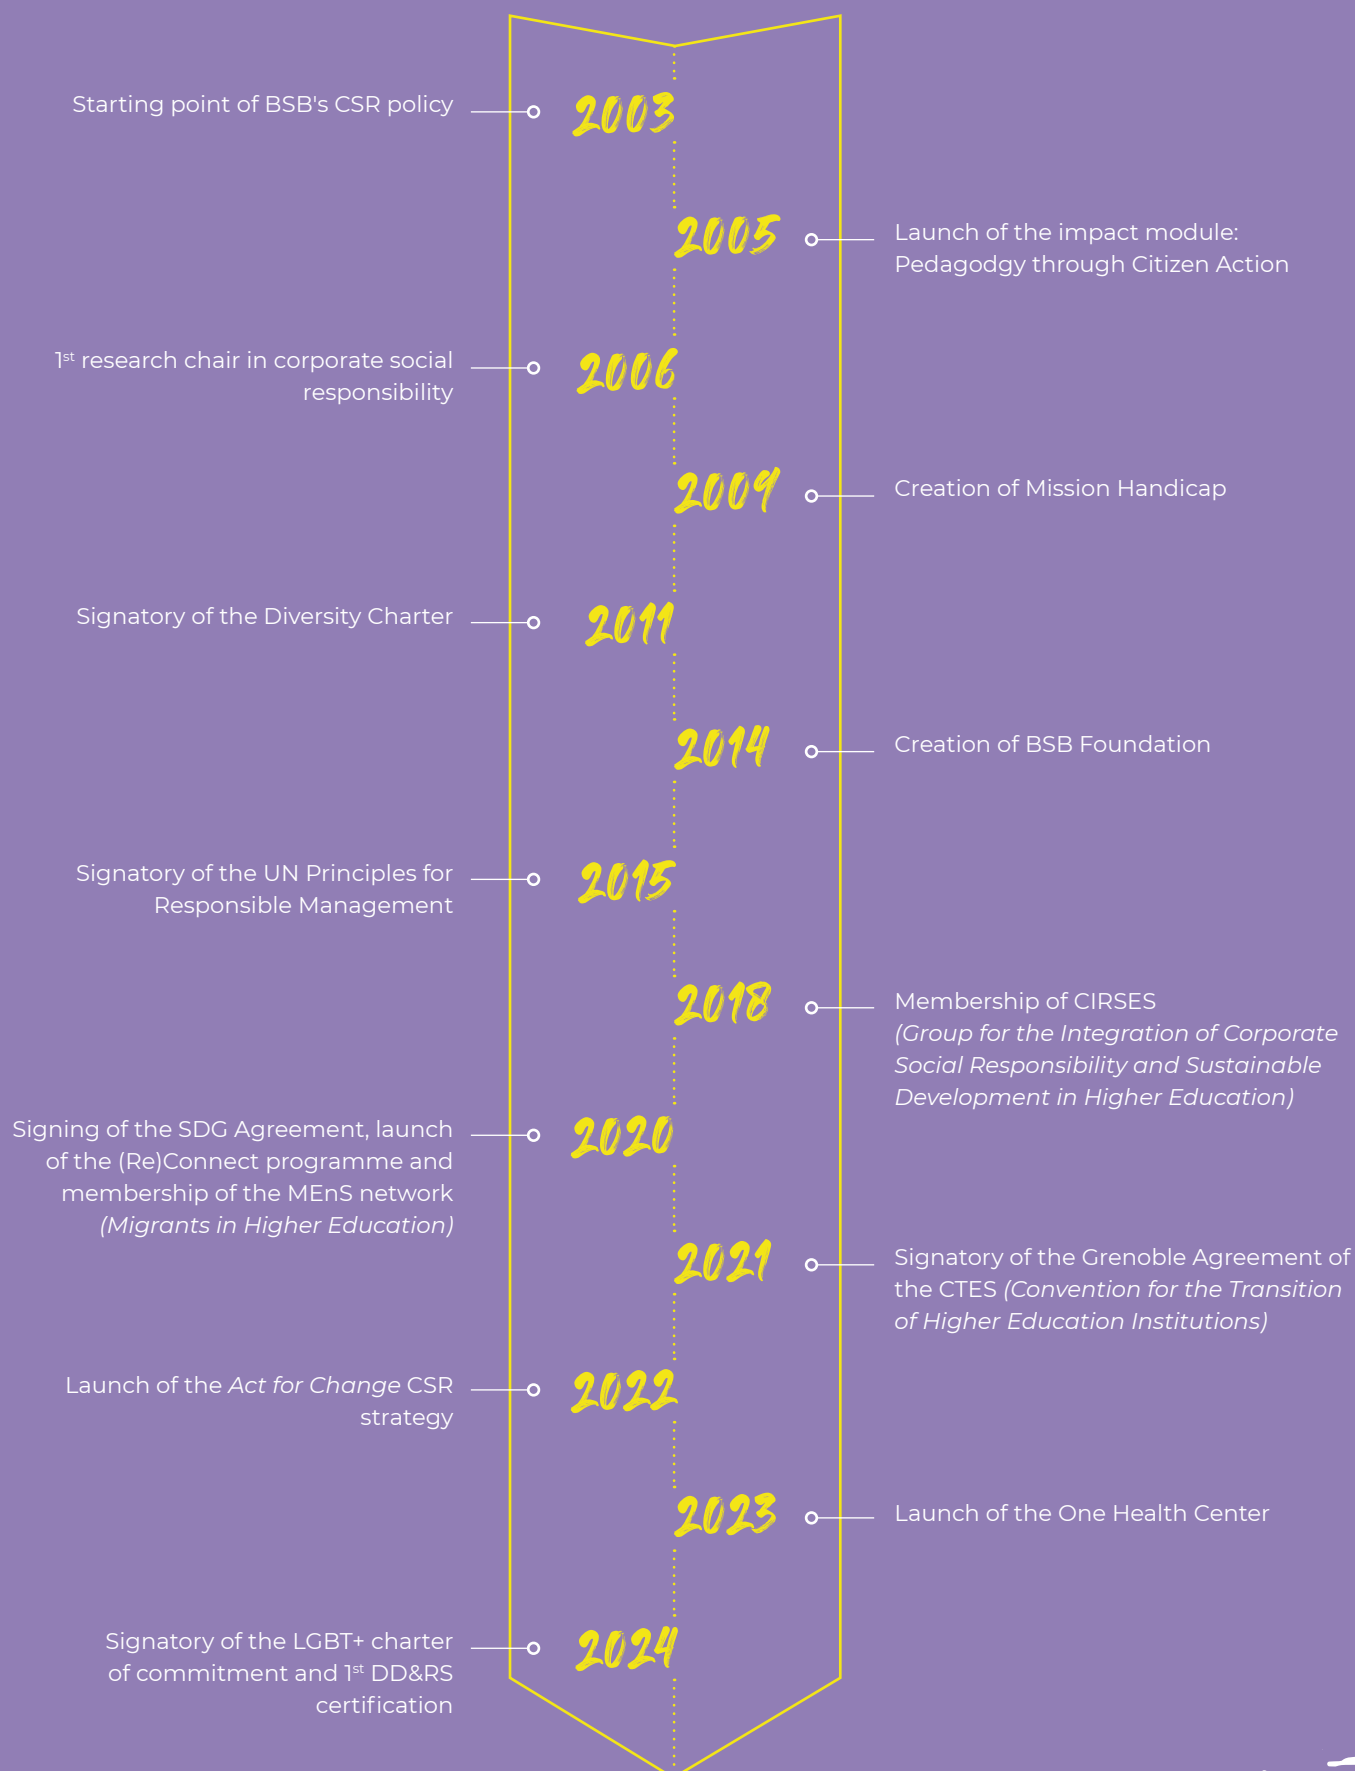 Starting point of BSB's CSR policy
2003
2005
Launch of the impact module:
Pedagodgy through Citizen Action
1st research chair in corporate social
responsibility
2006
2009
Creation of Mission Handicap
Signatory of the Diversity Charter
2011
2014
Creation of BSB Foundation
Signatory of the UN Principles for
Responsible Management
2015
2018
Membership of CIRSES
(Group for the Integration of Corporate
Social Responsibility and Sustainable
Development in Higher Education)
Signing of the SDG Agreement, launch
of the (Re)Connect programme and
membership of the MEnS network
(Migrants in Higher Education)
2020
2021
Signatory of the Grenoble Agreement of
the CTES (Convention for the Transition
of Higher Education Institutions)
Launch of the Act for Change CSR
strategy
2022
2023
Launch of the One Health Center
Signatory of the LGBT+ charter
of commitment and 1st DD&RS
certification
2024